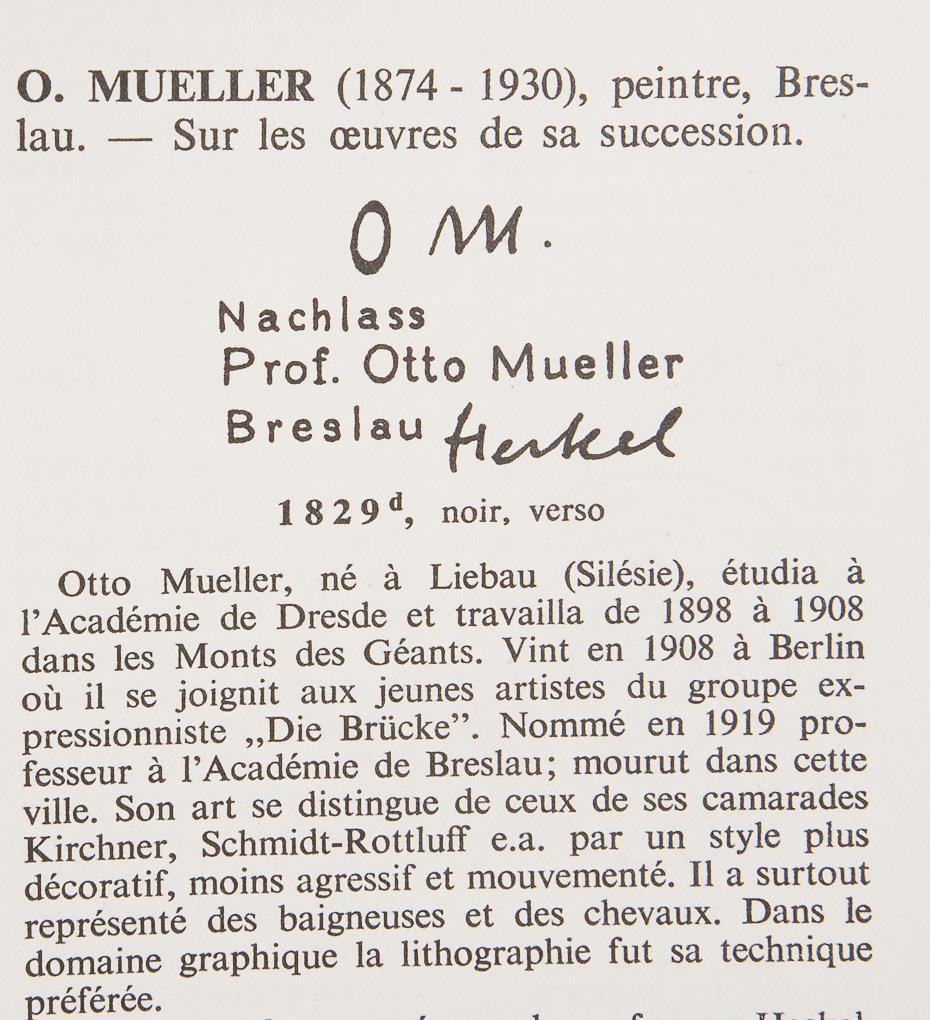 O. MUELLER (1874 - 1930), peintre, Bres-
lau. — Sur les œuvres de sa succession.
O M.
Nachlass
Prof. Otto Mueller
Breslau Herkel
1829ᵈ, noir, verso
Otto Mueller, né à Liebau (Silésie), étudia à
l'Académie de Dresde et travailla de 1898 à 1908
dans les Monts des Géants. Vint en 1908 à Berlin
où il se joignit aux jeunes artistes du groupe ex-
pressionniste „Die Brücke”. Nommé en 1919 pro-
fesseur à l'Académie de Breslau; mourut dans cette
ville. Son art se distingue de ceux de ses camarades
Kirchner, Schmidt-Rottluff e.a. par un style plus
décoratif, moins agressif et mouvementé. Il a surtout
représenté des baigneuses et des chevaux. Dans le
domaine graphique la lithographie fut sa technique
préférée.